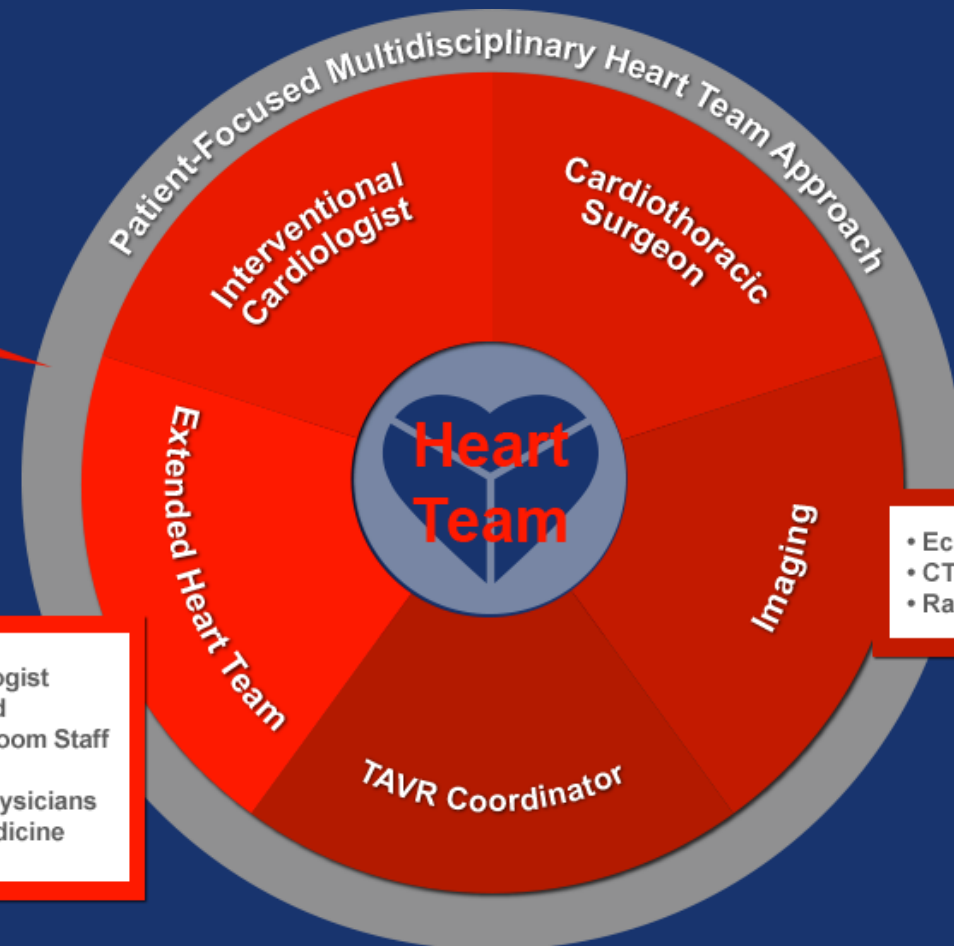 Patient-Focused Multidisciplinary Heart Team Approach
Interventional
Cardiologist
Cardiothoracic
Surgeon
Heart
Team
Extended Heart Team
Imaging
TAVR Coordinator
• Ec
• CT
• Ra
ogist
d
oom Staff
ysicians
dicine